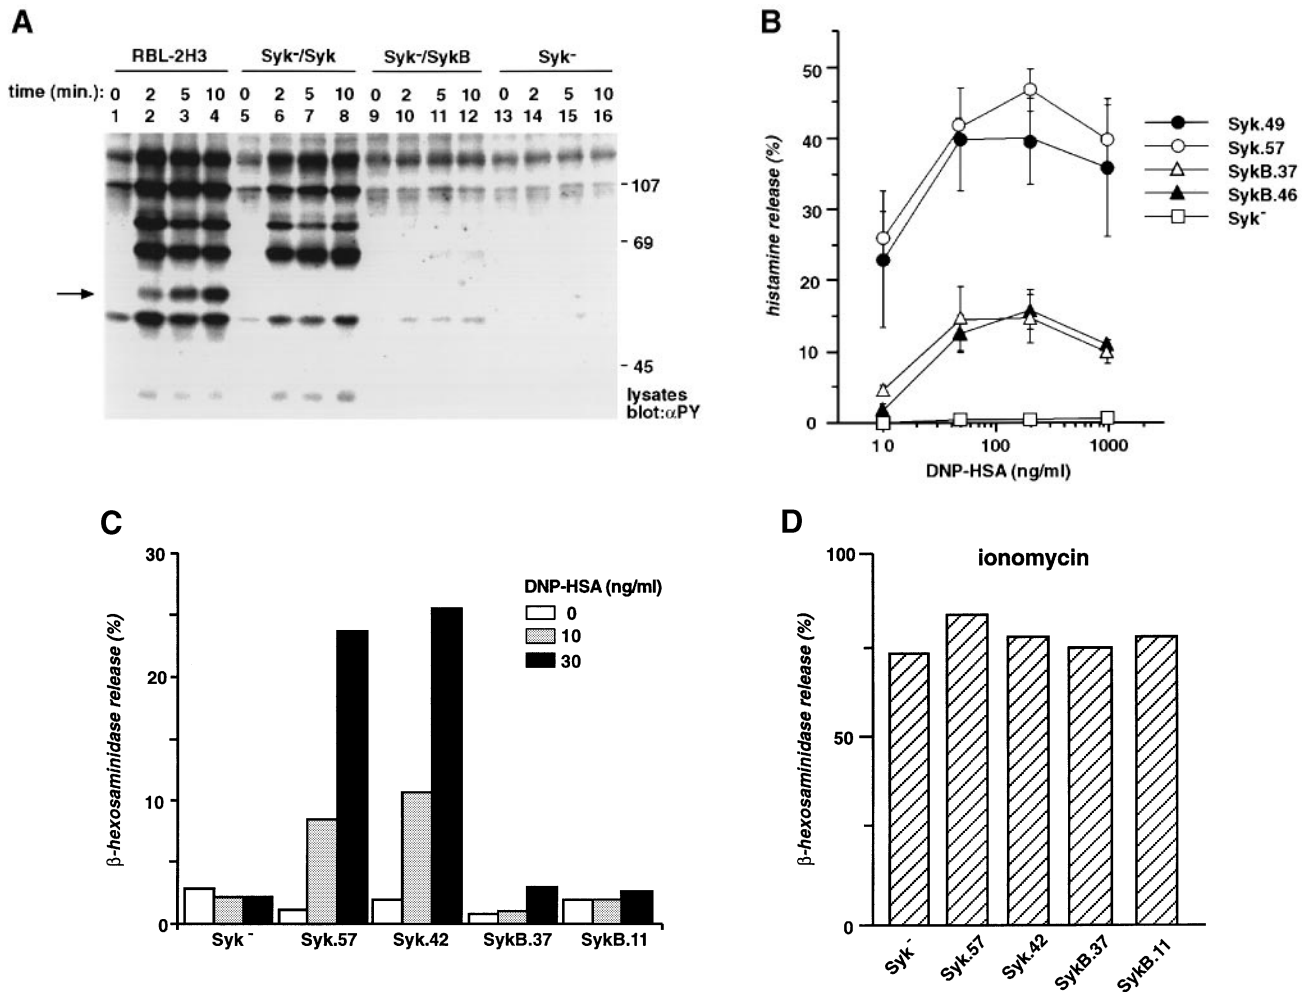 A
RBL-2H3 Syk⁻/Syk Syk⁻/SykB Syk⁻
time (min.): 0 2 5 10 0 2 5 10 0 2 5 10 0 2 5 10
1 2 3 4 5 6 7 8 9 10 11 12 13 14 15 16
107
69
45
lysates
blot:αPY
B
histamine release (%)
50
40
30
20
10
0
10 100 1000
DNP-HSA (ng/ml)
Syk.49
Syk.57
SykB.37
SykB.46
Syk⁻
C
β-hexosaminidase release (%)
30
20
10
0
DNP-HSA (ng/ml)
0
10
30
Syk⁻ Syk.57 Syk.42 SykB.37 SykB.11
D
ionomycin
β-hexosaminidase release (%)
100
50
0
Syk⁻ Syk.57 Syk.42 SykB.37 SykB.11